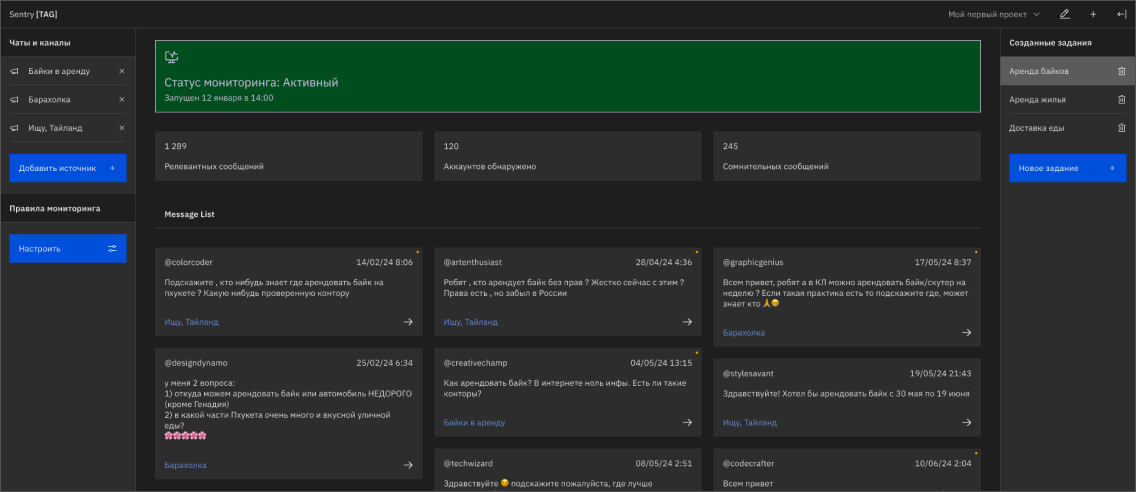 Sentry [TAG]
Мой первый проект
Чаты и каналы
Байки в аренду
Барахолка
Ищу, Тайланд
Добавить источник
Правила мониторинга
Настроить
Статус мониторинга: Активный
Запущен 12 января в 14:00
1 289
Релевантных сообщений
120
Аккаунтов обнаружено
245
Сомнительных сообщений
Message List
@colorcoder 14/02/24 8:06
Подскажите , кто нибудь знает где арендовать байк на
пхукете ? Какую нибудь проверенную контору
Ищу, Тайланд
@designdynamo 25/02/24 6:34
у меня 2 вопроса:
1) откуда можем арендовать байк или автомобиль НЕДОРОГО
(кроме Генадия)
2) в какой части Пхукета очень много и вкусной уличной
еды?
🌸🌸🌸🌸🌸
Барахолка
@artenthusiast 28/04/24 4:36
Ребят , кто арендует байк без прав ? Жестко сейчас с этим ?
Права есть , но забыл в России
Ищу, Тайланд
@creativechamp 04/05/24 13:15
Как арендовать байк? В интернете ноль инфы. Есть ли такие
конторы?
Байки в аренду
@techwizard 08/05/24 2:51
Здравствуйте 😊 подскажите пожалуйста, где лучше
@graphicgenius 17/05/24 8:37
Всем привет, ребят а в КЛ можно арендовать байк/скутер на
неделю ? Если такая практика есть то подскажите где, может
знает кто 🙏😊
Барахолка
@stylesavant 19/05/24 21:43
Здравствуйте! Хотел бы арендовать байк с 30 мая по 19 июня
Ищу, Тайланд
@codecrafter 10/06/24 2:04
Всем привет
Созданные задания
Аренда байков
Аренда жилья
Доставка еды
Новое задание